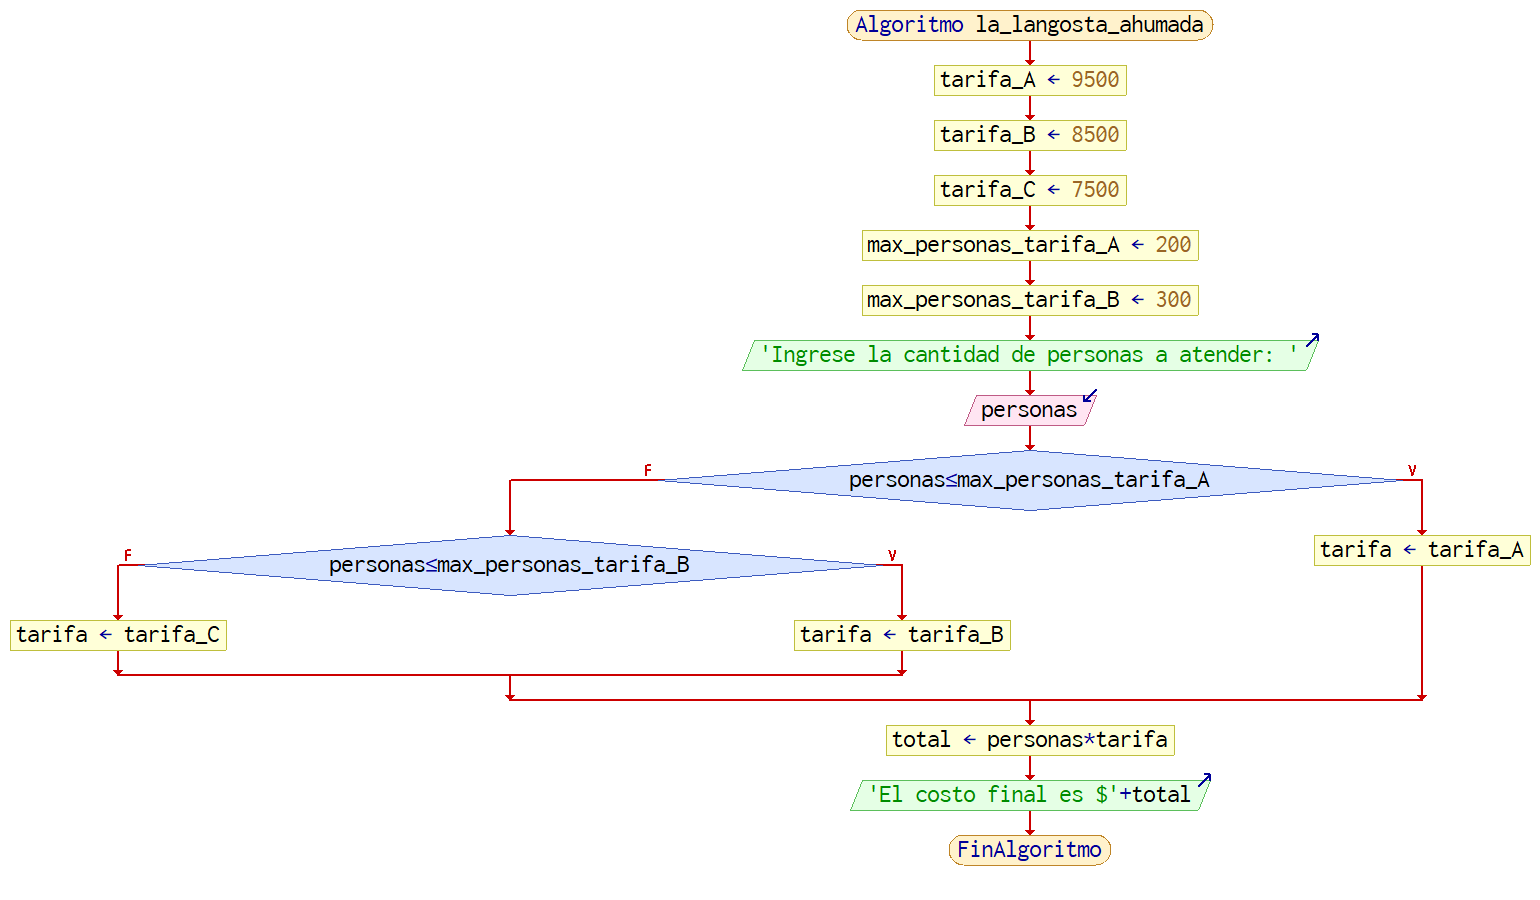 Algoritmo la_langosta_ahumada
tarifa_A ← 9500
tarifa_B ← 8500
tarifa_C ← 7500
max_personas_tarifa_A ← 200
max_personas_tarifa_B ← 300
'Ingrese la cantidad de personas a atender: '
personas
F
personas≤max_personas_tarifa_A
V
F
personas≤max_personas_tarifa_B
V
tarifa ← tarifa_A
tarifa ← tarifa_C
tarifa ← tarifa_B
total ← personas*tarifa
'El costo final es $'+total
FinAlgoritmo